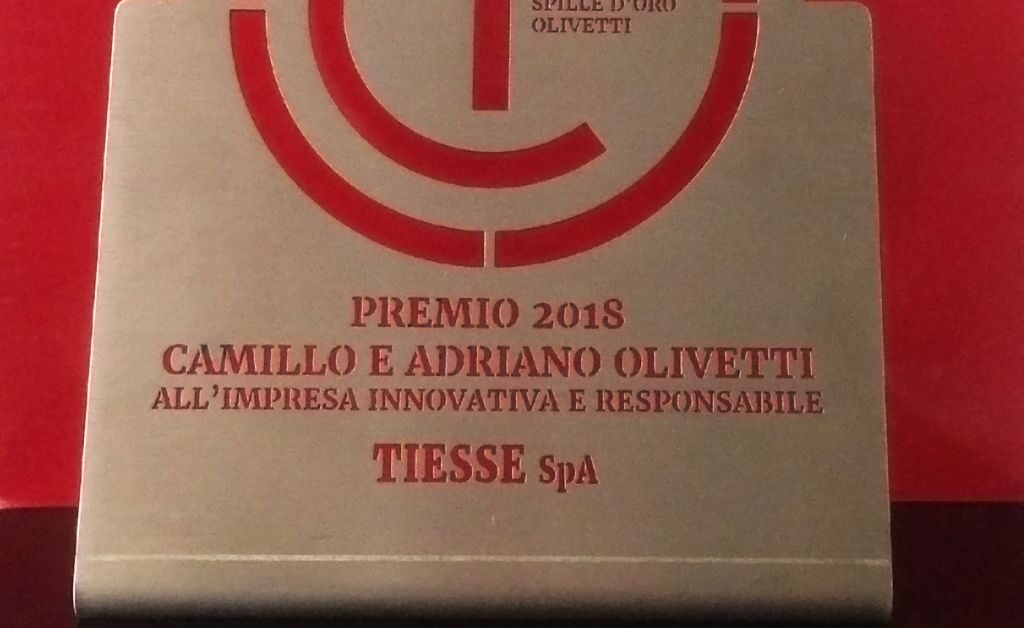 SPILLE D'ORO
OLIVETTI
PREMIO 2018
CAMILLO E ADRIANO OLIVETTI
ALL'IMPRESA INNOVATIVA E RESPONSABILE
TIESSE SpA